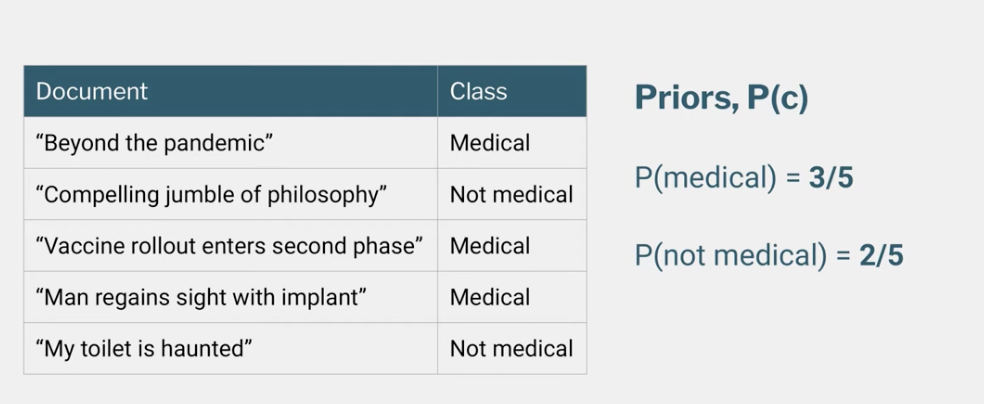 Document Class
“Beyond the pandemic” Medical
“Compelling jumble of philosophy” Not medical
“Vaccine rollout enters second phase” Medical
“Man regains sight with implant” Medical
“My toilet is haunted” Not medical
Priors, P(c)
P(medical) = 3/5
P(not medical) = 2/5